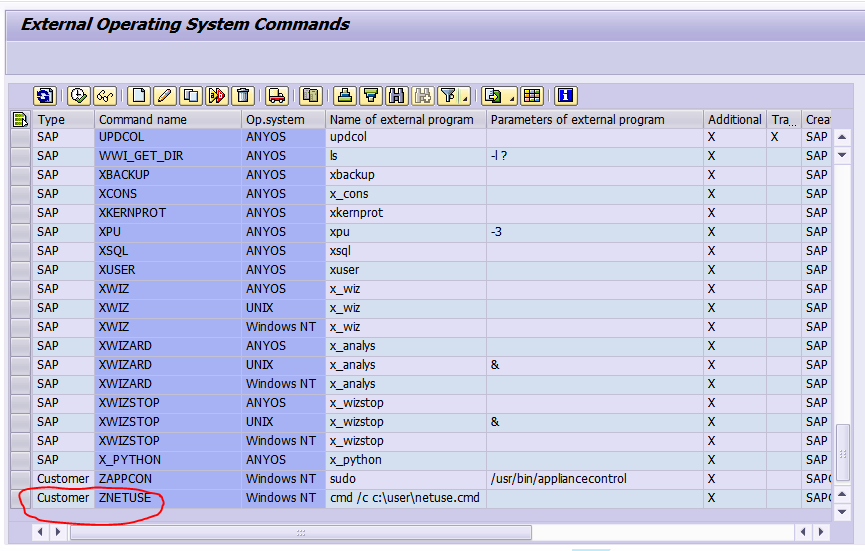 External Operating System Commands
Type Command name Op.system Name of external program Parameters of external program Additional Tra... Crea
SAP UPDCOL ANYOS updcol X X SAP
SAP WWI_GET_DIR ANYOS ls -l ? X SAP
SAP XBACKUP ANYOS xbackup X SAP
SAP XCONS ANYOS x_cons X SAP
SAP XKERNPROT ANYOS xkernprot X SAP
SAP XPU ANYOS xpu -3 X SAP
SAP XSQL ANYOS xsql X SAP
SAP XUSER ANYOS xuser X SAP
SAP XWIZ ANYOS x_wiz X SAP
SAP XWIZ UNIX x_wiz X SAP
SAP XWIZ Windows NT x_wiz X SAP
SAP XWIZARD ANYOS x_analys X SAP
SAP XWIZARD UNIX x_analys & X SAP
SAP XWIZARD Windows NT x_analys X SAP
SAP XWIZSTOP ANYOS x_wizstop X SAP
SAP XWIZSTOP UNIX x_wizstop & X SAP
SAP XWIZSTOP Windows NT x_wizstop X SAP
SAP X_PYTHON ANYOS x_python X SAP
Customer ZAPPCON Windows NT sudo /usr/bin/appliancecontrol X SAP
Customer ZNETUSE Windows NT cmd /c c:\user\netuse.cmd X SAP